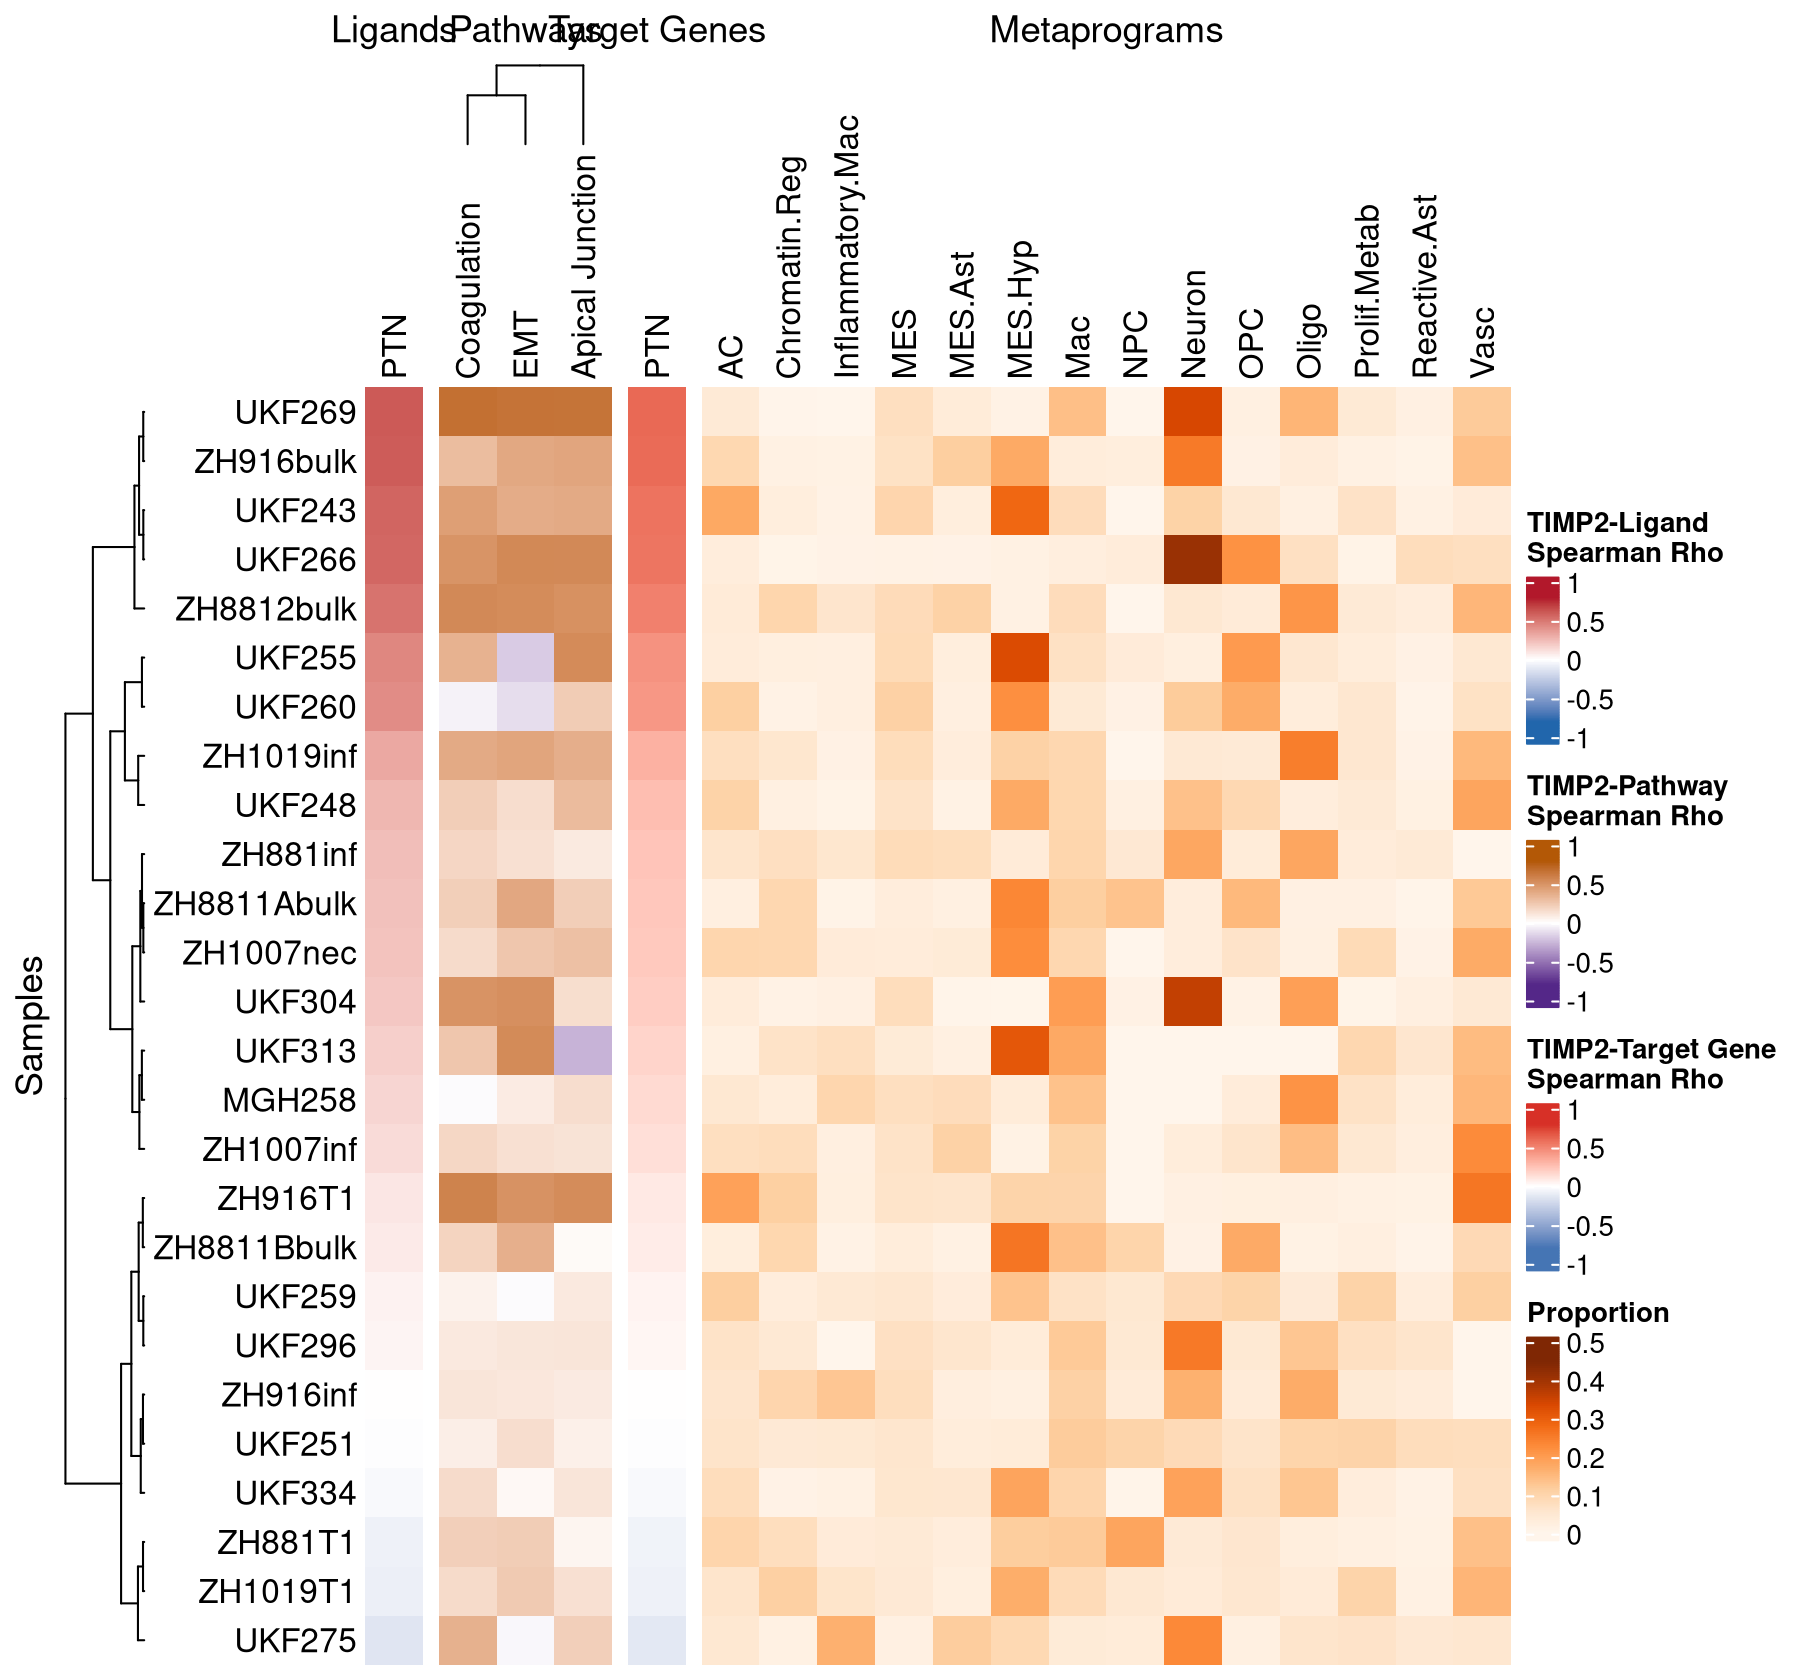 Ligands Pathways Target Genes Metaprograms
PTN
Coagulation
EMT
Apical Junction
PTN
AC
Chromatin.Reg
Inflammatory.Mac
MES
MES.Ast
MES.Hyp
Mac
NPC
Neuron
OPC
Oligo
Prolif.Metab
Reactive.Ast
Vasc
Samples
UKF269
ZH916bulk
UKF243
UKF266
ZH8812bulk
UKF255
UKF260
ZH1019inf
UKF248
ZH881inf
ZH8811Abulk
ZH1007nec
UKF304
UKF313
MGH258
ZH1007inf
ZH916T1
ZH8811Bbulk
UKF259
UKF296
ZH916inf
UKF251
UKF334
ZH881T1
ZH1019T1
UKF275
TIMP2-Ligand
Spearman Rho
1
0.5
0
-0.5
-1
TIMP2-Pathway
Spearman Rho
1
0.5
0
-0.5
-1
TIMP2-Target Gene
Spearman Rho
1
0.5
0
-0.5
-1
Proportion
0.5
0.4
0.3
0.2
0.1
0